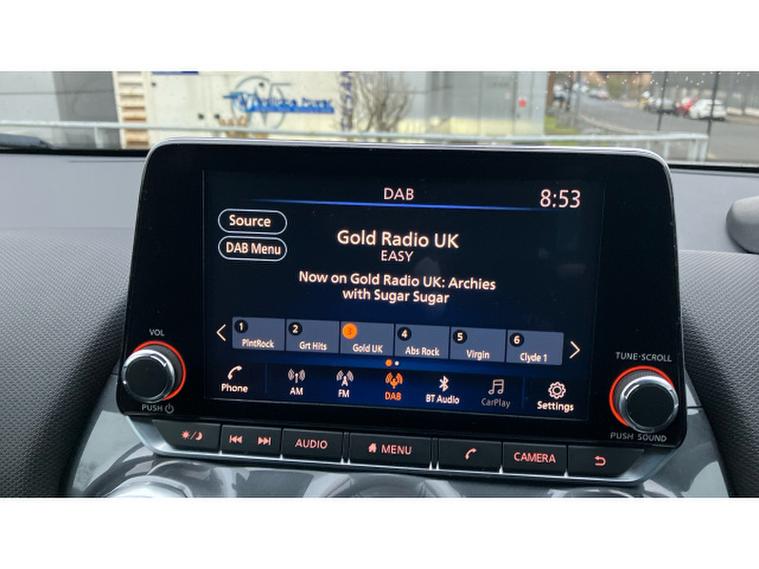 DAB
8:53
Source
DAB Menu
Gold Radio UK
EASY
Now on Gold Radio UK: Archies
with Sugar Sugar
1 2 3 4 5 6
PlntRock Grt Hits Gold UK Abs Rock Virgin Clyde 1
Phone AM FM DAB BT Audio CarPlay Settings
VOL
PUSH
TUNE·SCROLL
PUSH SOUND
AUDIO MENU CAMERA